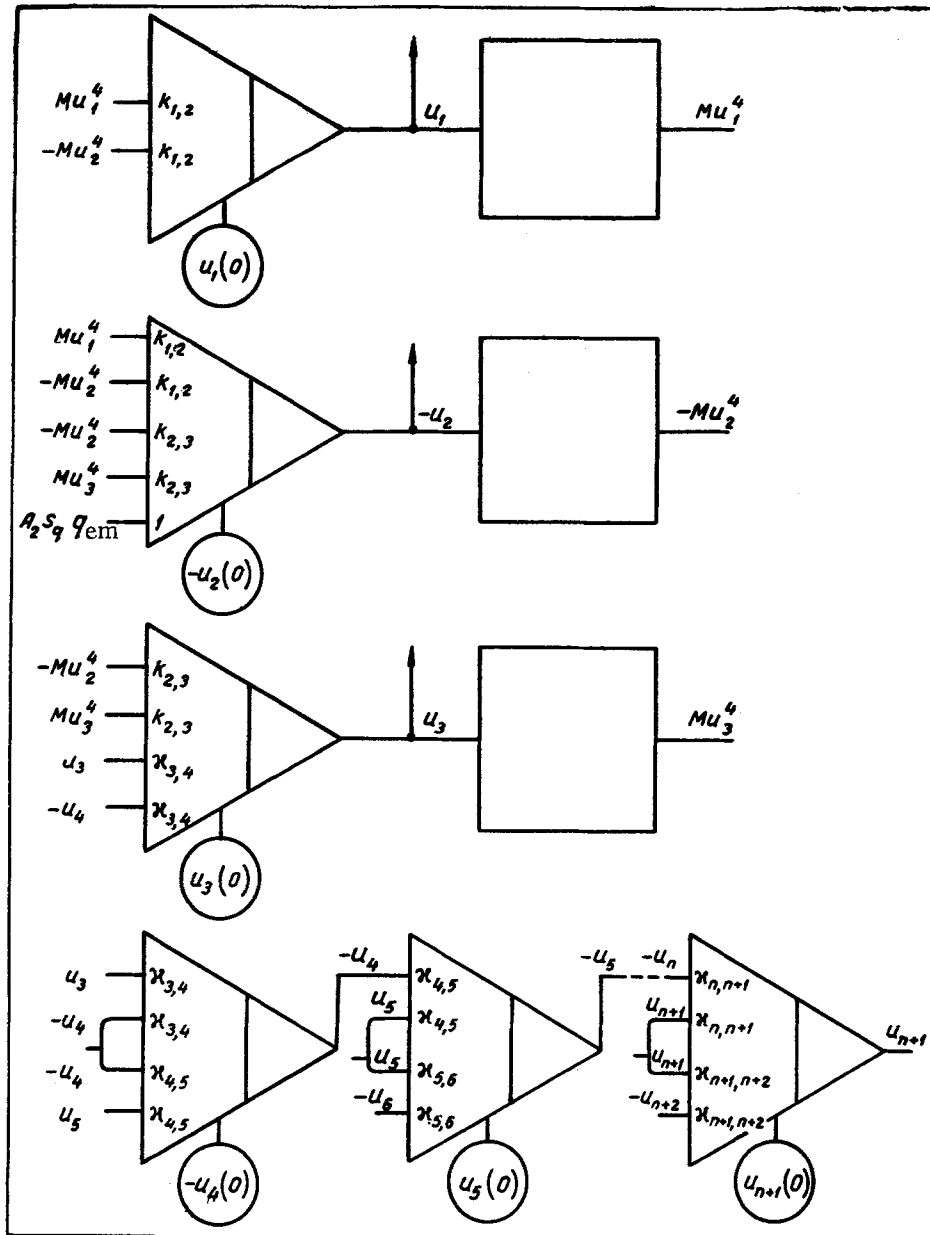 Mu₁⁴ k₁,₂ u₁ Mu₁⁴
-Mu₂⁴ k₁,₂
u₁(0)
Mu₁⁴ k₁,₂
-Mu₂⁴ k₁,₂ -u₂ -Mu₂⁴
-Mu₂⁴ k₂,₃
Mu₃⁴ k₂,₃
A₂S_q q_em 1
-u₂(0)
-Mu₂⁴ k₂,₃
Mu₃⁴ k₂,₃ u₃ Mu₃⁴
u₃ ϰ₃,₄
-u₄ ϰ₃,₄
u₃(0)
-u₄ -u₅ -uₙ
u₃ ϰ₃,₄ ϰ₄,₅ ϰₙ,ₙ₊₁
-u₄ ϰ₃,₄ u₅ ϰ₄,₅ uₙ₊₁ ϰₙ,ₙ₊₁ uₙ₊₁
-u₄ ϰ₄,₅ u₅ ϰ₅,₆ uₙ₊₁ ϰₙ₊₁,ₙ₊₂
u₅ ϰ₄,₅ -u₆ ϰ₅,₆ -uₙ₊₂ ϰₙ₊₁,ₙ₊₂
-u₄(0) u₅(0) uₙ₊₁(0)